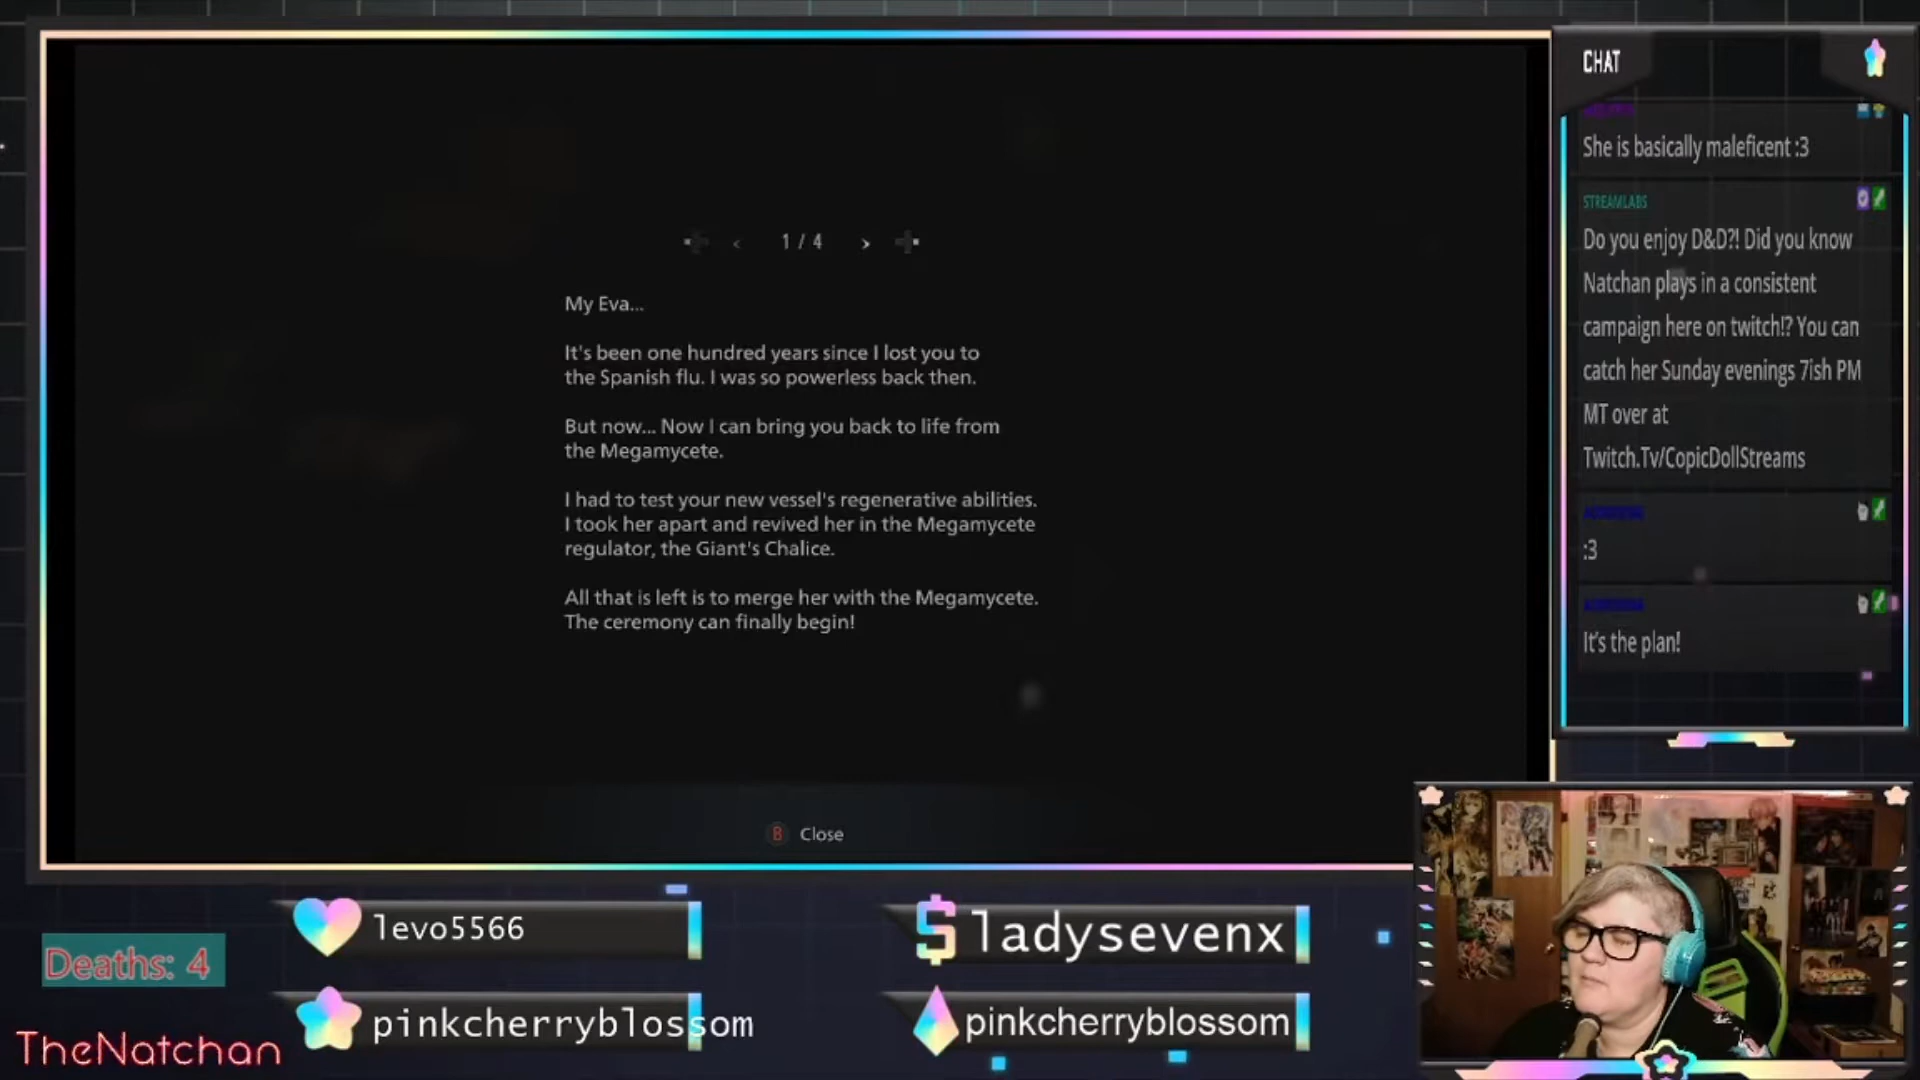 1 / 4
My Eva...
It's been one hundred years since I lost you to
the Spanish flu. I was so powerless back then.
But now... Now I can bring you back to life from
the Megamycete.
I had to test your new vessel's regenerative abilities.
I took her apart and revived her in the Megamycete
regulator, the Giant's Chalice.
All that is left is to merge her with the Megamycete.
The ceremony can finally begin!
B Close
CHAT
She is basically maleficent :3
STREAMLABS
Do you enjoy D&D?! Did you know
Natchan plays in a consistent
campaign here on twitch!? You can
catch her Sunday evenings 7ish PM
MT over at
Twitch.Tv/CopicDollStreams
:3
It's the plan!
levo5566
ladysevenx
Deaths: 4
pinkcherryblossom
pinkcherryblossom
TheNatchan